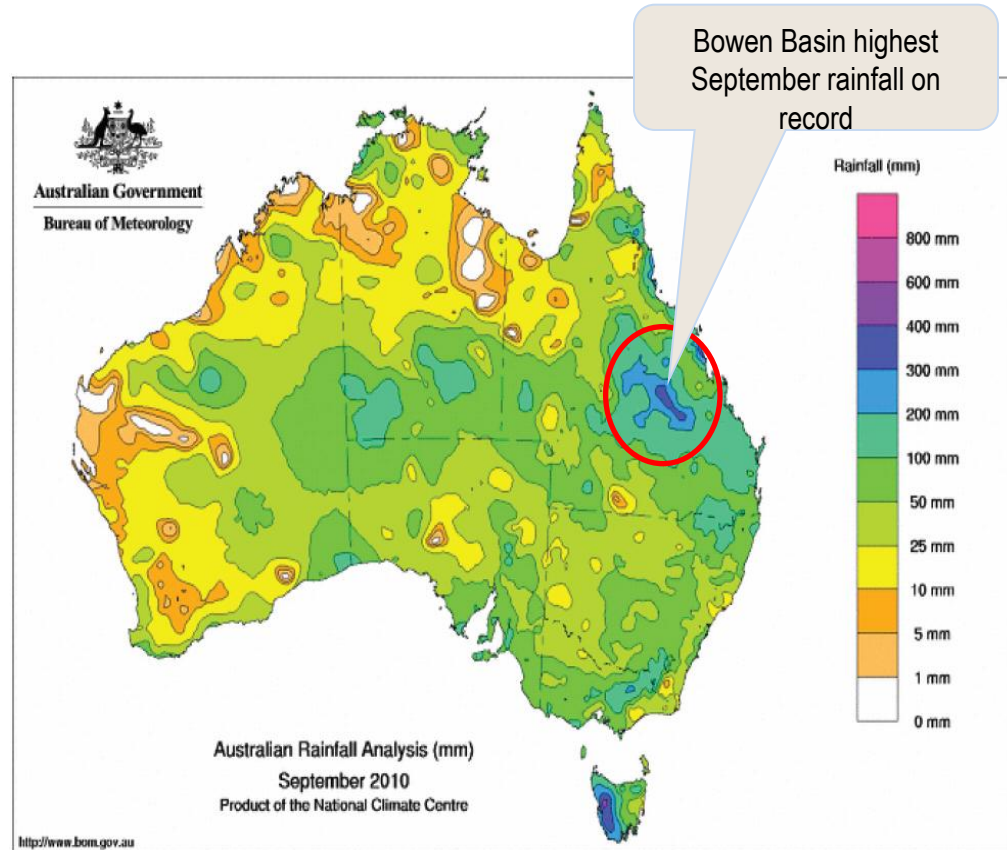 Bowen Basin highest
September rainfall on
record
Australian Government
Bureau of Meteorology
Rainfall (mm)
800 mm
600 mm
400 mm
300 mm
200 mm
100 mm
50 mm
25 mm
10 mm
5 mm
1 mm
0 mm
Australian Rainfall Analysis (mm)
September 2010
Product of the National Climate Centre
http://www.bom.gov.au